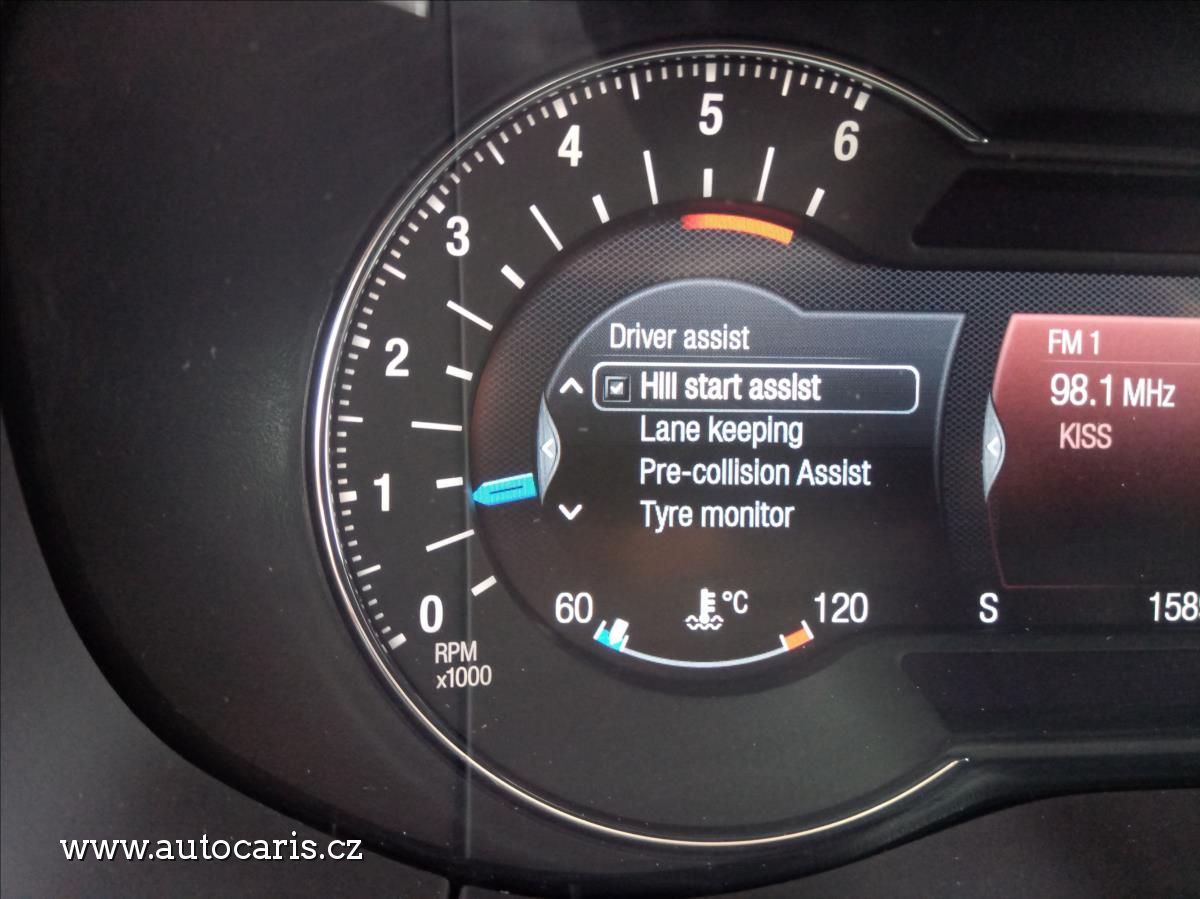 5
4
6
3
2
1
0
RPM
x1000
Driver assist
Hill start assist
Lane keeping
Pre-collision Assist
Tyre monitor
60
°C
120
FM 1
98.1 MHz
KISS
S
www.autocaris.cz